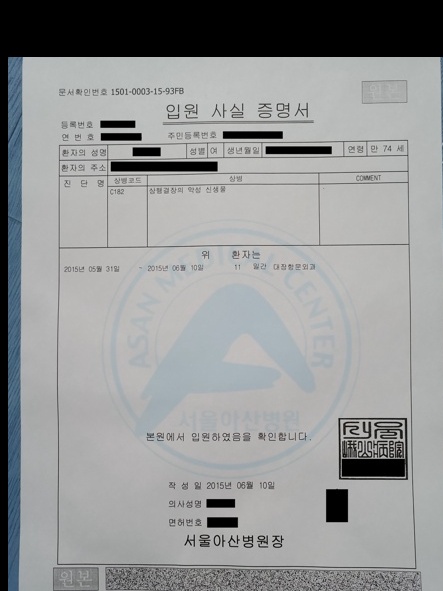 문서확인번호 1501-0003-15-93FB
원본
입원 사실 증명서
등록번호
연 번 호 주민등록번호
환자의 성명 성별 여 생년월일 연령 만 74 세
환자의 주소
진 단 명 상병코드 상병 COMMENT
C182 상행결장의 악성 신생물
위 환자는
2015년 05월 31일 - 2015년 06월 10일 11 일간 대장항문외과
ASAN MEDICAL CENTER
서울아산병원
본원에서 입원하였음을 확인합니다.
작 성 일 2015년 06월 10일
의사성명
면허번호
서울아산병원장
원본